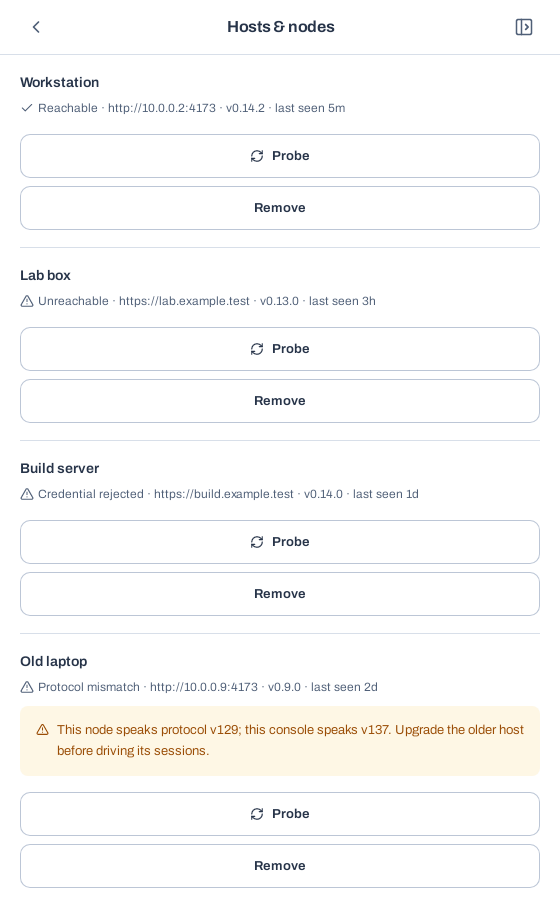 Hosts & nodes
Workstation
Reachable · http://10.0.0.2:4173 · v0.14.2 · last seen 5m
Probe
Remove
Lab box
Unreachable · https://lab.example.test · v0.13.0 · last seen 3h
Probe
Remove
Build server
Credential rejected · https://build.example.test · v0.14.0 · last seen 1d
Probe
Remove
Old laptop
Protocol mismatch · http://10.0.0.9:4173 · v0.9.0 · last seen 2d
This node speaks protocol v129; this console speaks v137. Upgrade the older host
before driving its sessions.
Probe
Remove